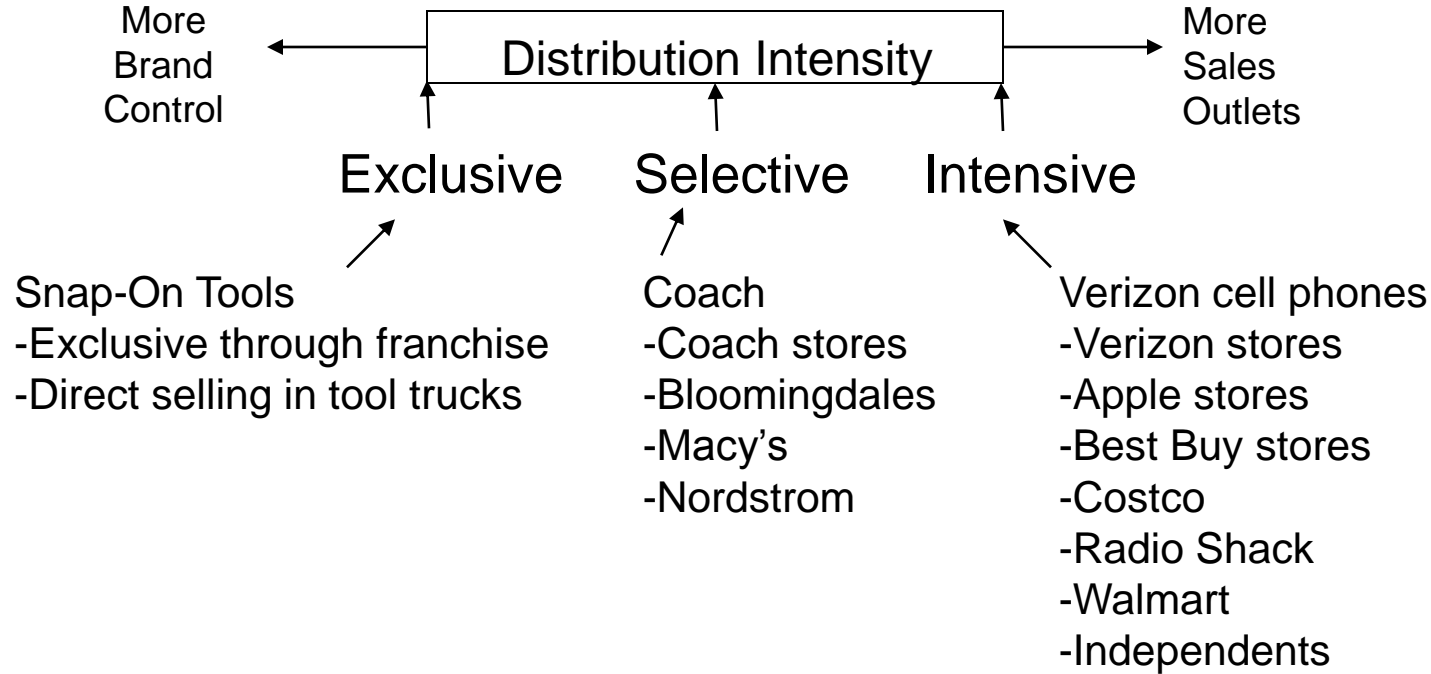 More
Brand
Control
Distribution Intensity
More
Sales
Outlets
Exclusive
Selective
Intensive
Snap-On Tools
-Exclusive through franchise
-Direct selling in tool trucks
Coach
-Coach stores
-Bloomingdales
-Macy’s
-Nordstrom
Verizon cell phones
-Verizon stores
-Apple stores
-Best Buy stores
-Costco
-Radio Shack
-Walmart
-Independents